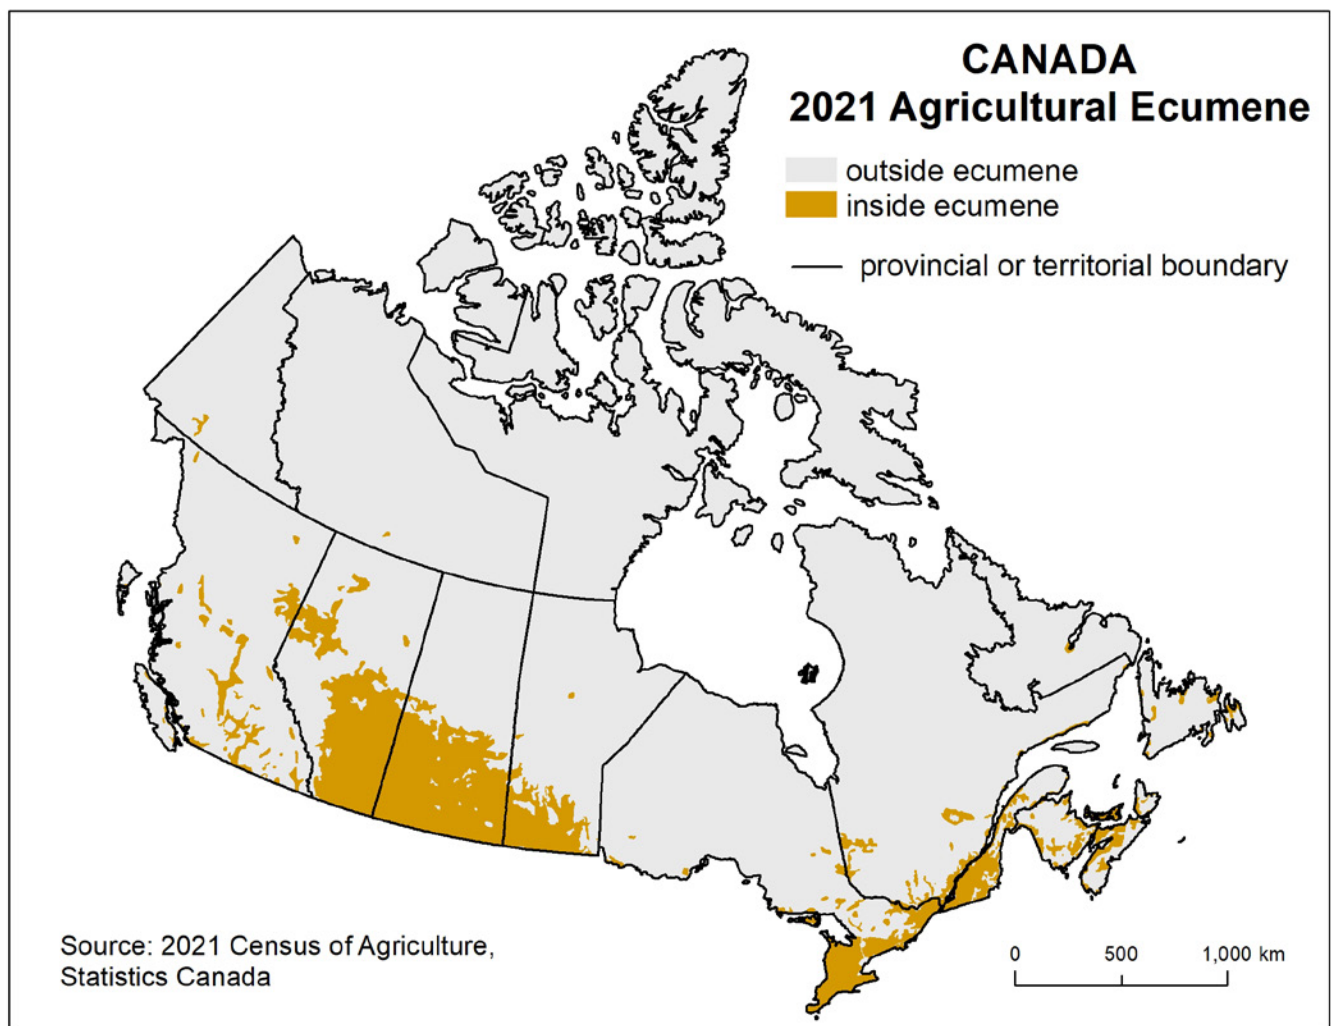 CANADA
2021 Agricultural Ecumene
outside ecumene
inside ecumene
provincial or territorial boundary
Source: 2021 Census of Agriculture,
Statistics Canada
0 500 1,000 km